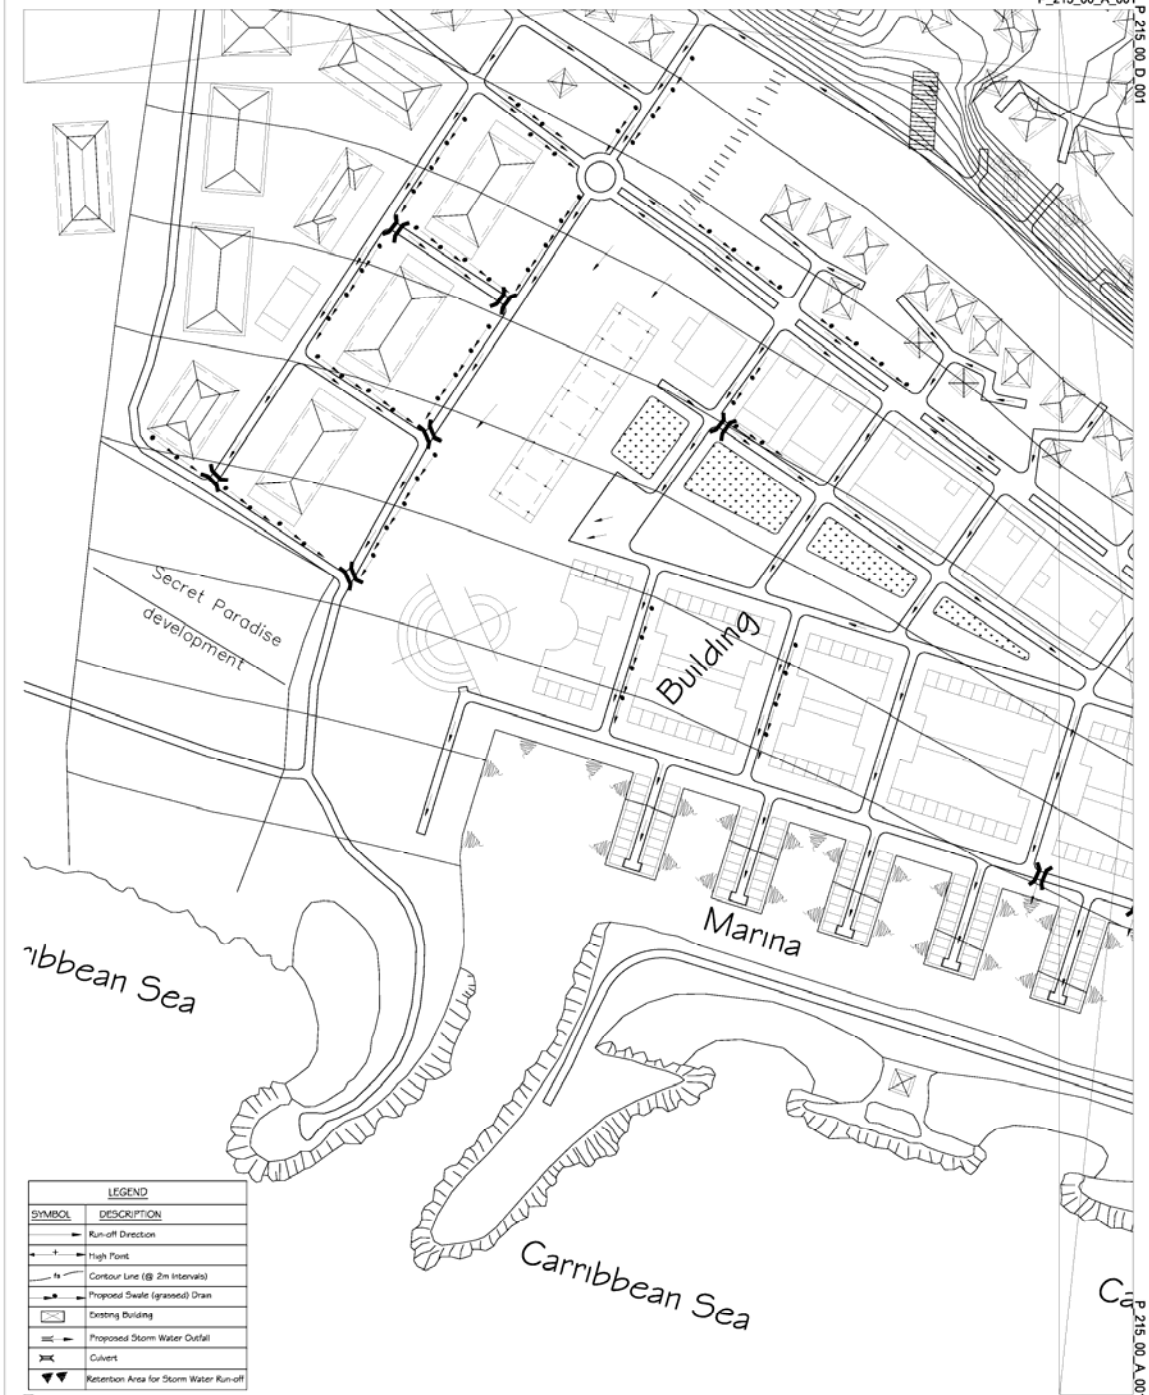 P_215_00_A_001
P_215_00_D_001
Secret Paradise
development
Building
Marina
ribbean Sea
Carribbean Sea
Ca
P_215_00_A_00
LEGEND
SYMBOL DESCRIPTION
Run-off Direction
High Point
Contour Line (@ 2m Intervals)
Propoed Swale (grassed) Drain
Existing Building
Proposed Storm Water Outfall
Culvert
Retention Area for Storm Water Run-off